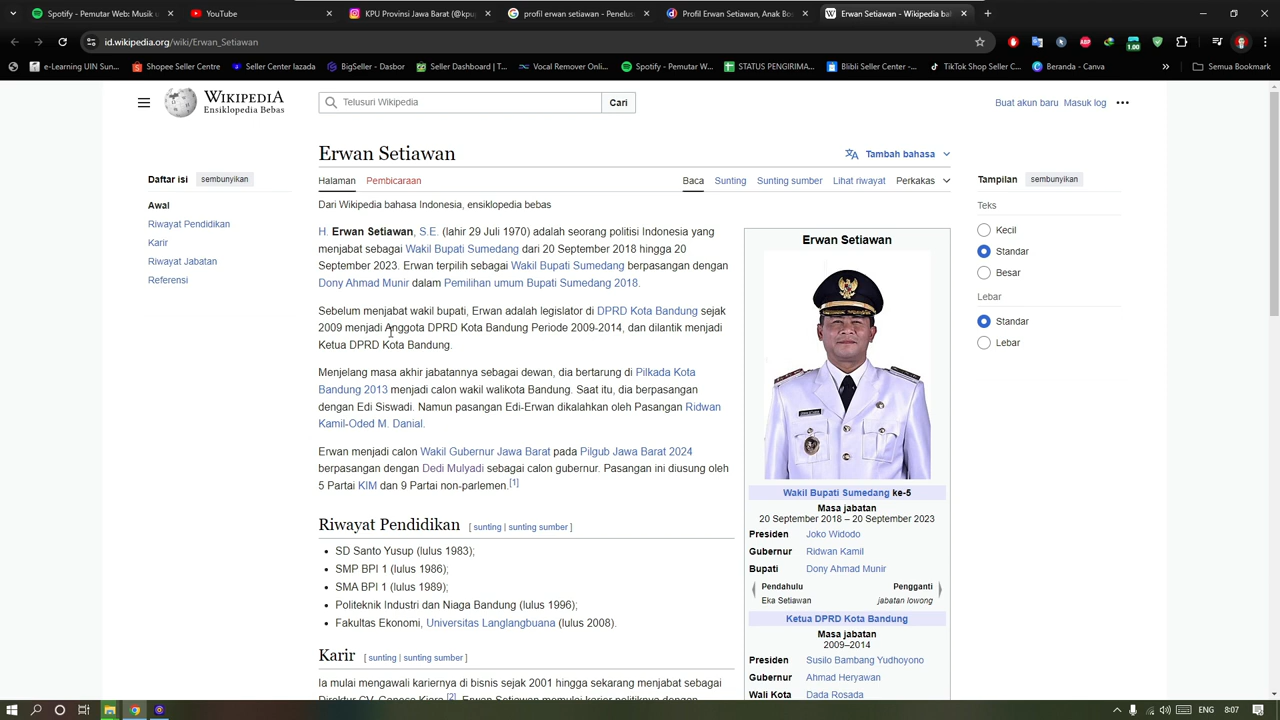 Spotify - Pemutar Web: Musik u
YouTube
KPU Provinsi Jawa Barat (@kpu
profil erwan setiawan - Penelus
Profil Erwan Setiawan, Anak Bo
Erwan Setiawan - Wikipedia bal
id.wikipedia.org/wiki/Erwan_Setiawan
e-Learning UIN Sun...
Shopee Seller Centre
Seller Center lazada
BigSeller - Dasbor
Seller Dashboard | T...
Vocal Remover Onli...
Spotify - Pemutar W...
STATUS PENGIRIMA...
Blibli Seller Center -...
TikTok Shop Seller C...
Beranda - Canva
Semua Bookmark
WIKIPEDIA
Ensiklopedia Bebas
Telusuri Wikipedia
Cari
Buat akun baru Masuk log
Erwan Setiawan
Tambah bahasa
Daftar isi sembunyikan
Awal
Riwayat Pendidikan
Karir
Riwayat Jabatan
Referensi
Halaman Pembicaraan
Baca Sunting Sunting sumber Lihat riwayat Perkakas
Dari Wikipedia bahasa Indonesia, ensiklopedia bebas
H. Erwan Setiawan, S.E. (lahir 29 Juli 1970) adalah seorang politisi Indonesia yang
menjabat sebagai Wakil Bupati Sumedang dari 20 September 2018 hingga 20
September 2023. Erwan terpilih sebagai Wakil Bupati Sumedang berpasangan dengan
Dony Ahmad Munir dalam Pemilihan umum Bupati Sumedang 2018.
Sebelum menjabat wakil bupati, Erwan adalah legislator di DPRD Kota Bandung sejak
2009 menjadi Anggota DPRD Kota Bandung Periode 2009-2014, dan dilantik menjadi
Ketua DPRD Kota Bandung.
Menjelang masa akhir jabatannya sebagai dewan, dia bertarung di Pilkada Kota
Bandung 2013 menjadi calon wakil walikota Bandung. Saat itu, dia berpasangan
dengan Edi Siswadi. Namun pasangan Edi-Erwan dikalahkan oleh Pasangan Ridwan
Kamil-Oded M. Danial.
Erwan menjadi calon Wakil Gubernur Jawa Barat pada Pilgub Jawa Barat 2024
berpasangan dengan Dedi Mulyadi sebagai calon gubernur. Pasangan ini diusung oleh
5 Partai KIM dan 9 Partai non-parlemen.[1]
Riwayat Pendidikan [ sunting | sunting sumber ]
• SD Santo Yusup (lulus 1983);
• SMP BPI 1 (lulus 1986);
• SMA BPI 1 (lulus 1989);
• Politeknik Industri dan Niaga Bandung (lulus 1996);
• Fakultas Ekonomi, Universitas Langlangbuana (lulus 2008).
Karir [ sunting | sunting sumber ]
Ia mulai mengawali kariernya di bisnis sejak 2001 hingga sekarang menjabat sebagai
Erwan Setiawan
Wakil Bupati Sumedang ke-5
Masa jabatan
20 September 2018 – 20 September 2023
Presiden Joko Widodo
Gubernur Ridwan Kamil
Bupati Dony Ahmad Munir
Pendahulu Pengganti
Eka Setiawan jabatan lowong
Ketua DPRD Kota Bandung
Masa jabatan
2009–2014
Presiden Susilo Bambang Yudhoyono
Gubernur Ahmad Heryawan
Wali Kota Dada Rosada
Tampilan sembunyikan
Teks
Kecil
Standar
Besar
Lebar
Standar
Lebar
ENG 8:07